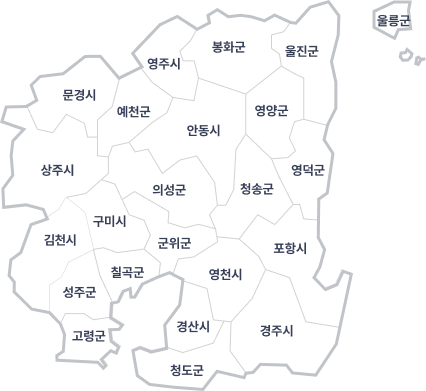 울릉군
봉화군
울진군
영주시
문경시
예천군
영양군
안동시
상주시
영덕군
의성군
청송군
구미시
김천시
군위군
포항시
칠곡군
영천시
성주군
경산시
경주시
고령군
청도군